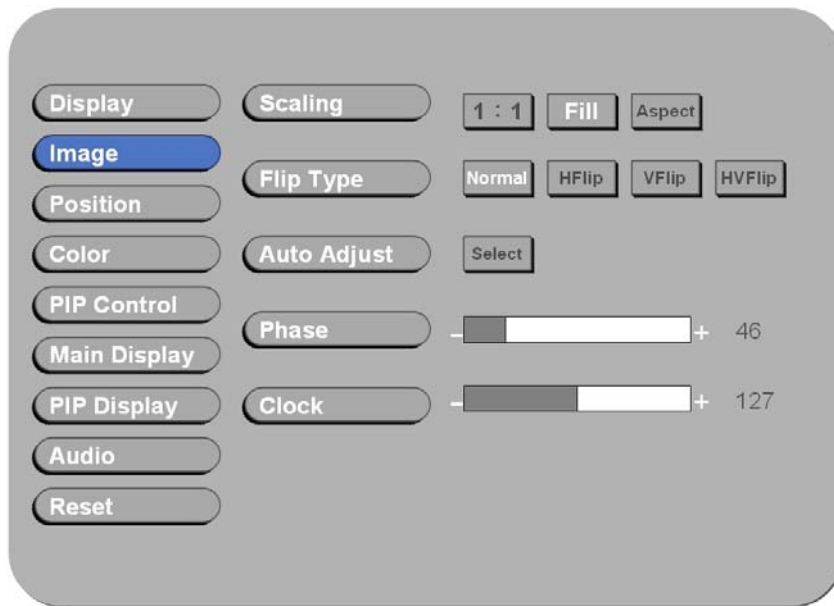 Display
Image
Position
Color
PIP Control
Main Display
PIP Display
Audio
Reset
Scaling
1 : 1 Fill Aspect
Flip Type
Normal HFlip VFlip HVFlip
Auto Adjust
Select
Phase
- + 46
Clock
- + 127